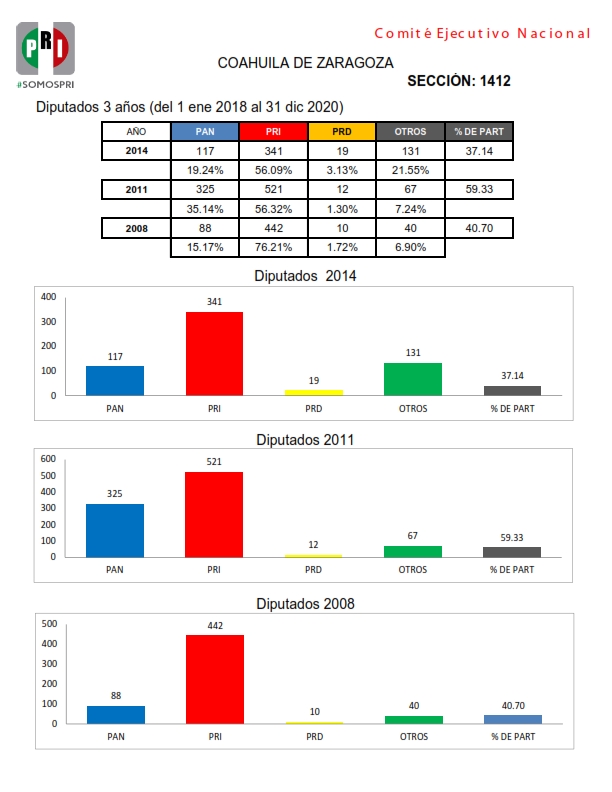 Comité Ejecutivo Nacional
PRI
#SOMOSPRI
COAHUILA DE ZARAGOZA
SECCIÓN: 1412
Diputados 3 años (del 1 ene 2018 al 31 dic 2020)
AÑO PAN PRI PRD OTROS % DE PART
2014 117 341 19 131 37.14
19.24% 56.09% 3.13% 21.55%
2011 325 521 12 67 59.33
35.14% 56.32% 1.30% 7.24%
2008 88 442 10 40 40.70
15.17% 76.21% 1.72% 6.90%
Diputados 2014
400
300
200
100
0
117 341 19 131 37.14
PAN PRI PRD OTROS % DE PART
Diputados 2011
600
500
400
300
200
100
0
325 521 12 67 59.33
PAN PRI PRD OTROS % DE PART
Diputados 2008
500
400
300
200
100
0
88 442 10 40 40.70
PAN PRI PRD OTROS % DE PART